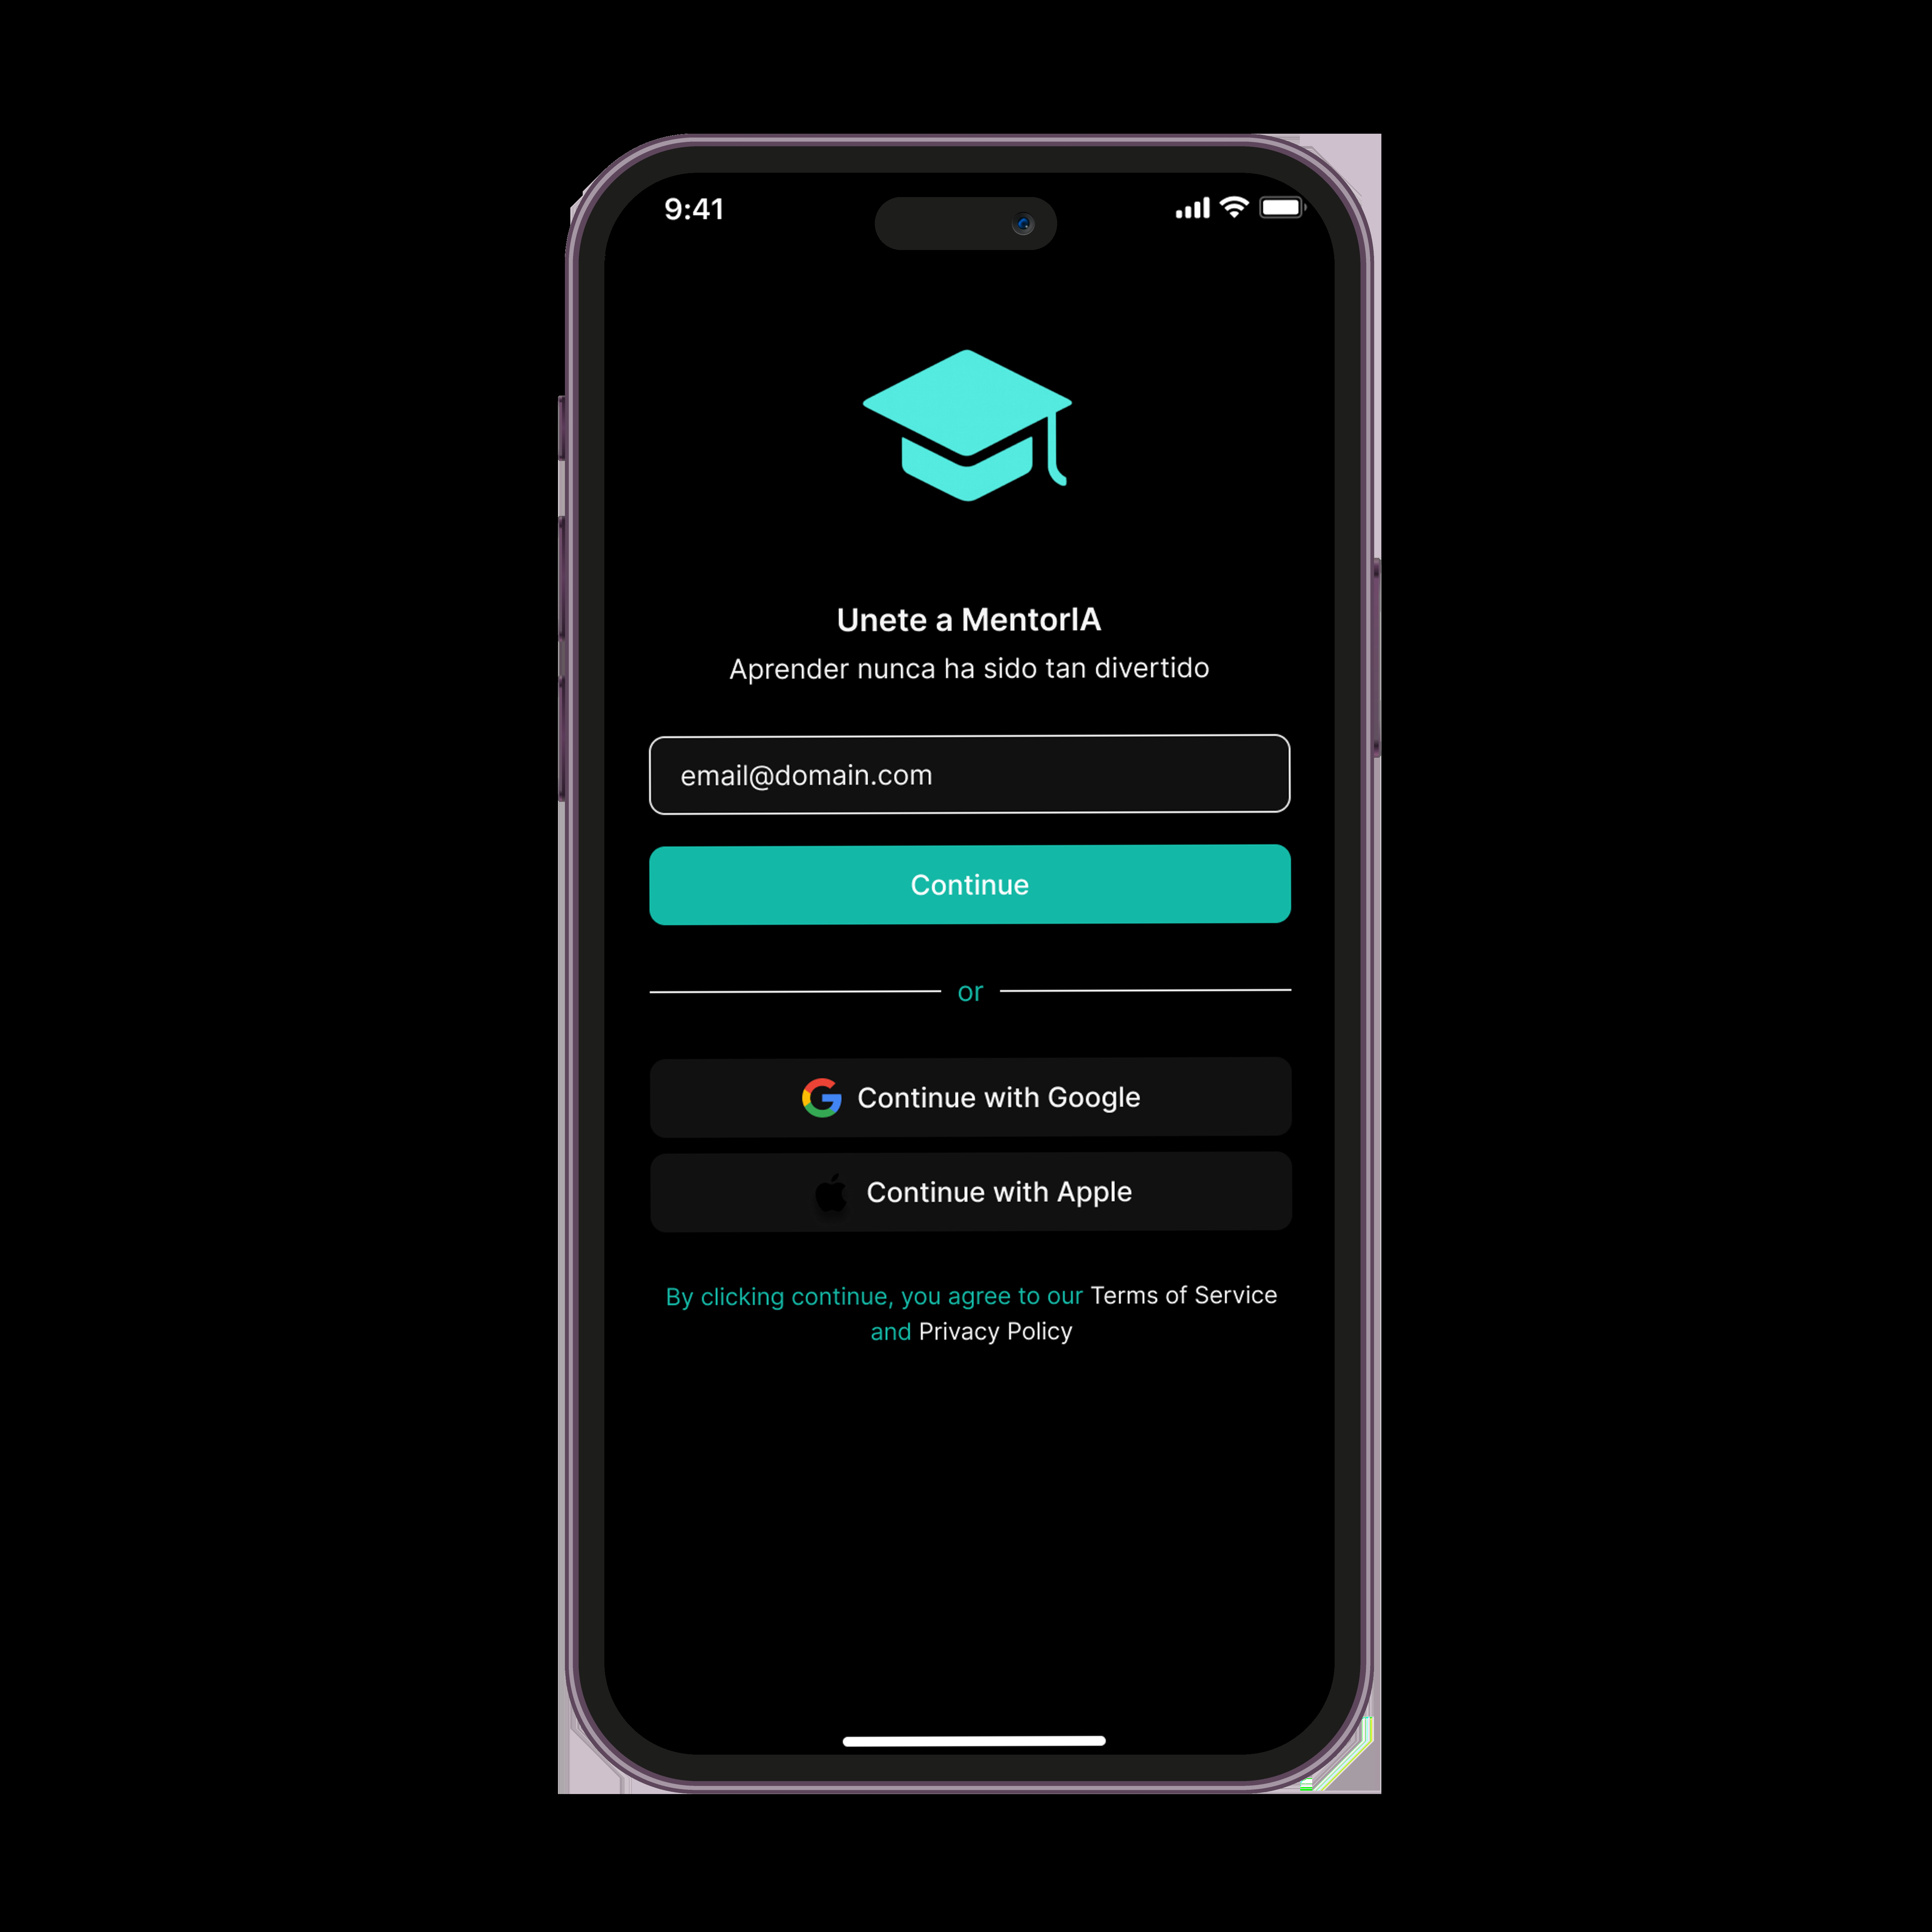 9:41
Unete a MentorIA
Aprender nunca ha sido tan divertido
email@domain.com
Continue
or
Continue with Google
Continue with Apple
By clicking continue, you agree to our Terms of Service
and Privacy Policy